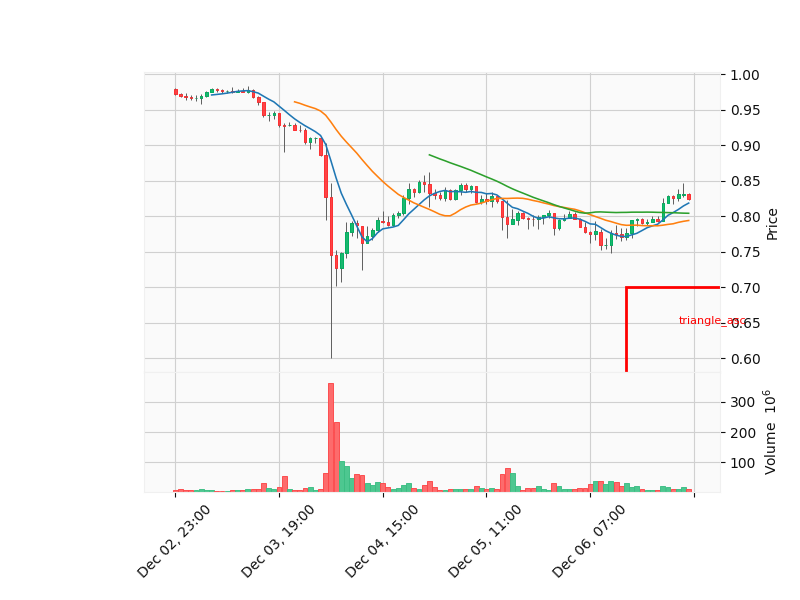 1.00
0.95
0.90
0.85
0.80
0.75
0.70
0.65
0.60
Price
triangle_asc
300
200
100
Volume 10^6
Dec 02, 23:00
Dec 03, 19:00
Dec 04, 15:00
Dec 05, 11:00
Dec 06, 07:00